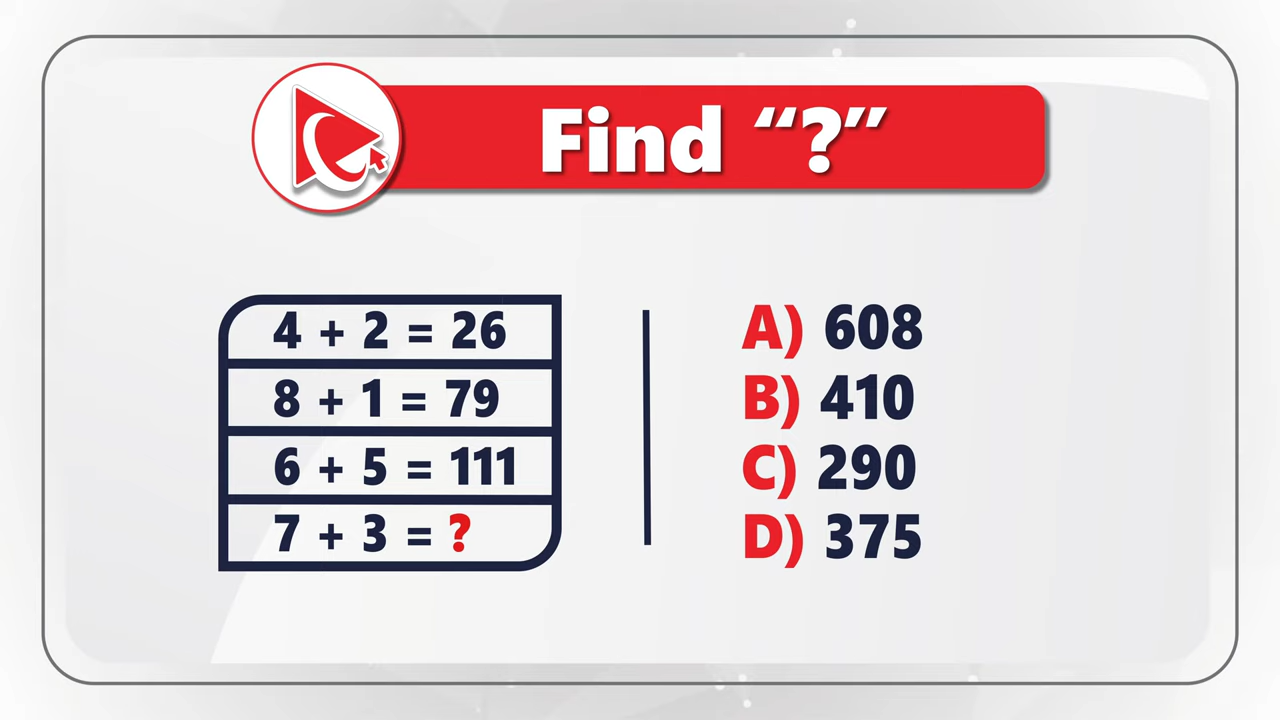 Find “?”
4 + 2 = 26
8 + 1 = 79
6 + 5 = 111
7 + 3 = ?
A) 608
B) 410
C) 290
D) 375